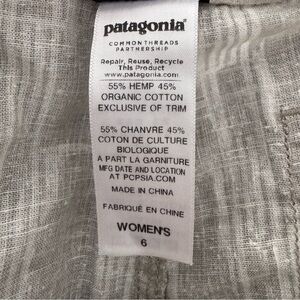 patagonia®
COMMON THREADS
PARTNERSHIP
Repair, Reuse, Recycle
This Product
www.patagonia.com
55% HEMP 45%
ORGANIC COTTON
EXCLUSIVE OF TRIM
55% CHANVRE 45%
COTON DE CULTURE
BIOLOGIQUE
A PART LA GARNITURE
MFG DATE AND LOCATION
AT PCPSIA.COM
MADE IN CHINA
FABRIQUÉ EN CHINE
WOMEN'S
6